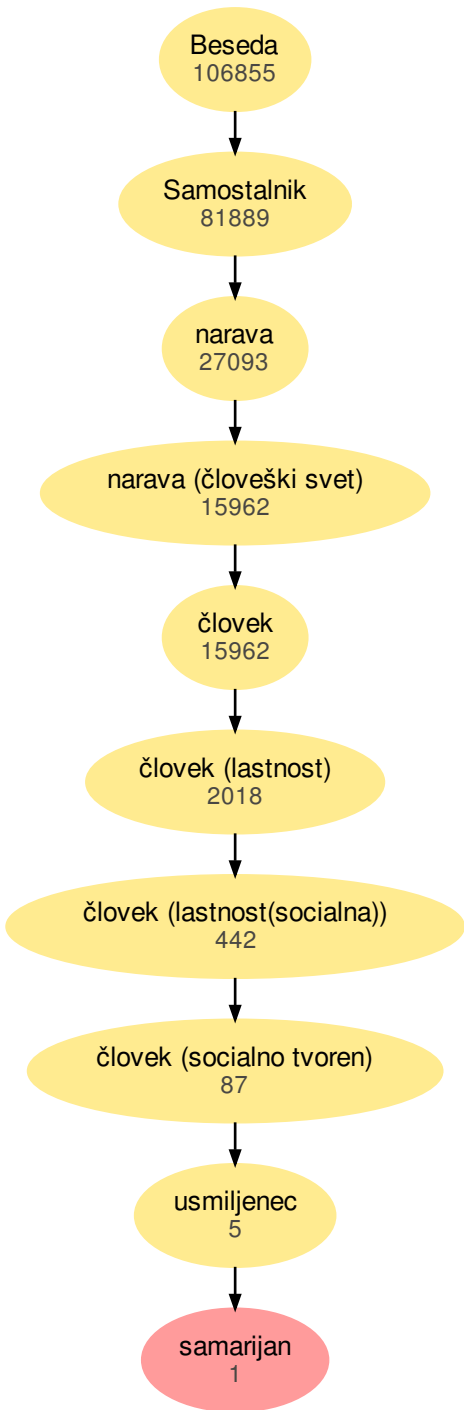 Beseda
106855
Samostalnik
81889
narava
27093
narava (človeški svet)
15962
človek
15962
človek (lastnost)
2018
človek (lastnost(socialna))
442
človek (socialno tvoren)
87
usmiljenec
5
samarijan
1